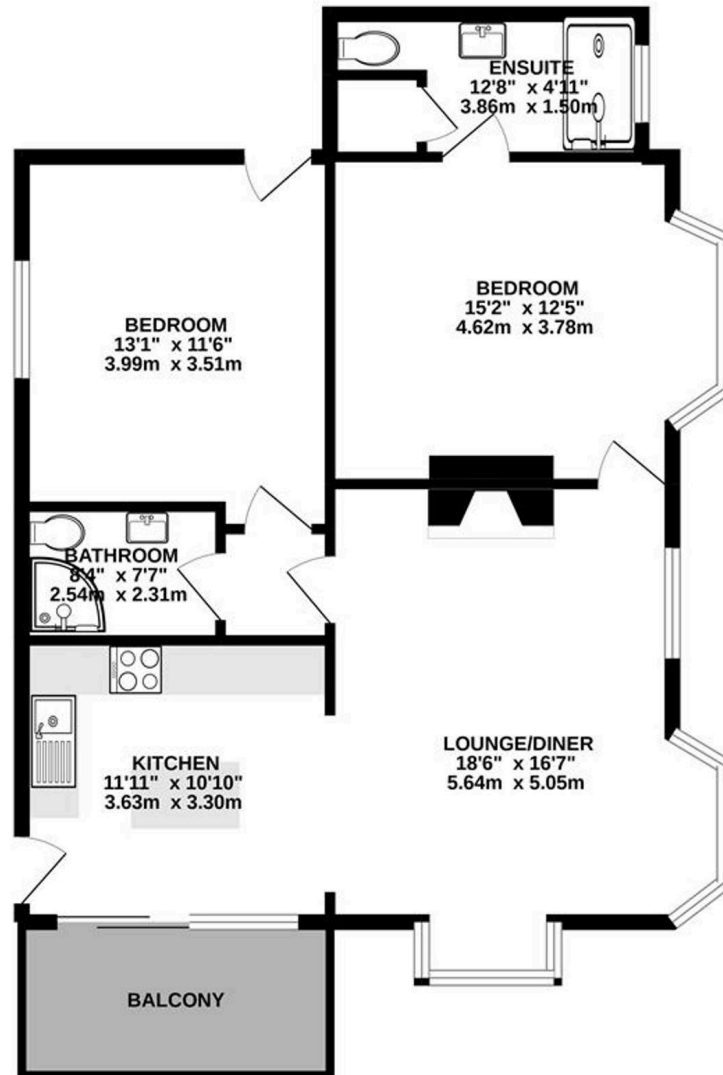 ENSUITE
12'8" x 4'11"
3.86m x 1.50m
BEDROOM
15'2" x 12'5"
4.62m x 3.78m
BEDROOM
13'1" x 11'6"
3.99m x 3.51m
BATHROOM
8'4" x 7'7"
2.54m x 2.31m
KITCHEN
11'11" x 10'10"
3.63m x 3.30m
LOUNGE/DINER
18'6" x 16'7"
5.64m x 5.05m
BALCONY